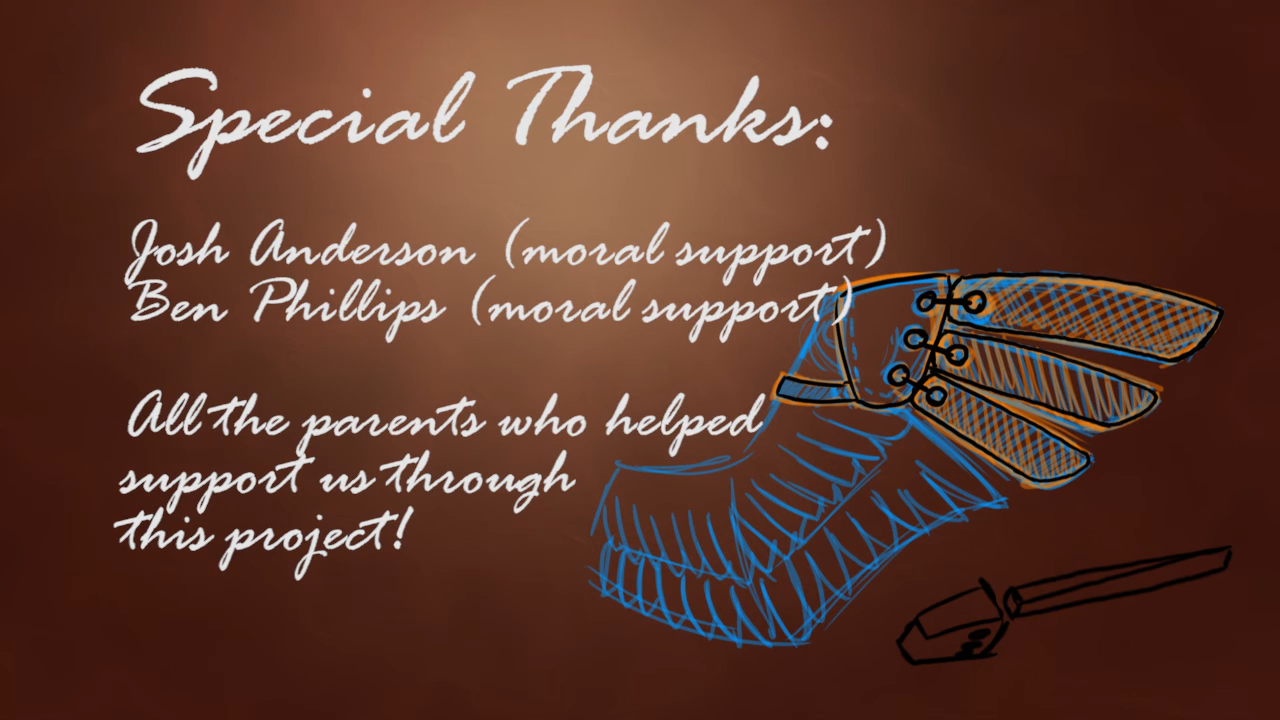 Special Thanks:
Josh Anderson (moral support)
Ben Phillips (moral support)
All the parents who helped
support us through
this project!